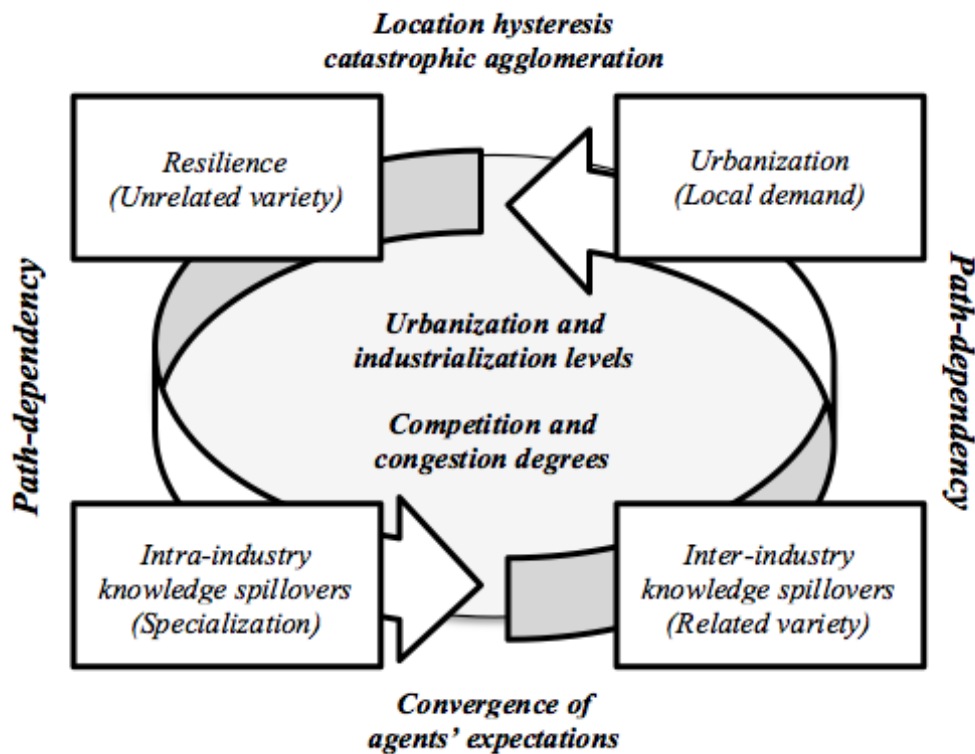 Location hysteresis
catastrophic agglomeration
Resilience
(Unrelated variety)
Urbanization
(Local demand)
Path-dependency
Urbanization and
industrialization levels
Competition and
congestion degrees
Path-dependency
Intra-industry
knowledge spillovers
(Specialization)
Inter-industry
knowledge spillovers
(Related variety)
Convergence of
agents’ expectations